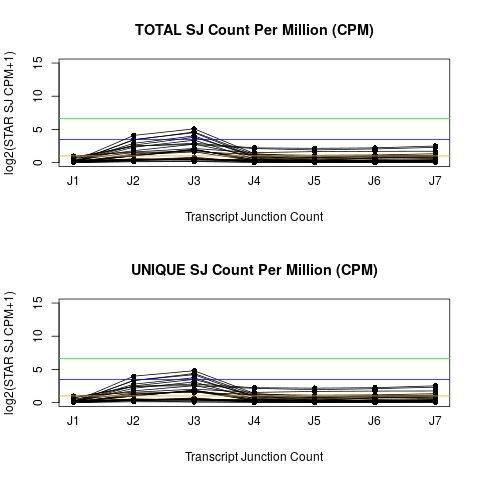 TOTAL SJ Count Per Million (CPM)
log2(STAR SJ CPM+1)
15
10
5
0
J1 J2 J3 J4 J5 J6 J7
Transcript Junction Count
UNIQUE SJ Count Per Million (CPM)
log2(STAR SJ CPM+1)
15
10
5
0
J1 J2 J3 J4 J5 J6 J7
Transcript Junction Count